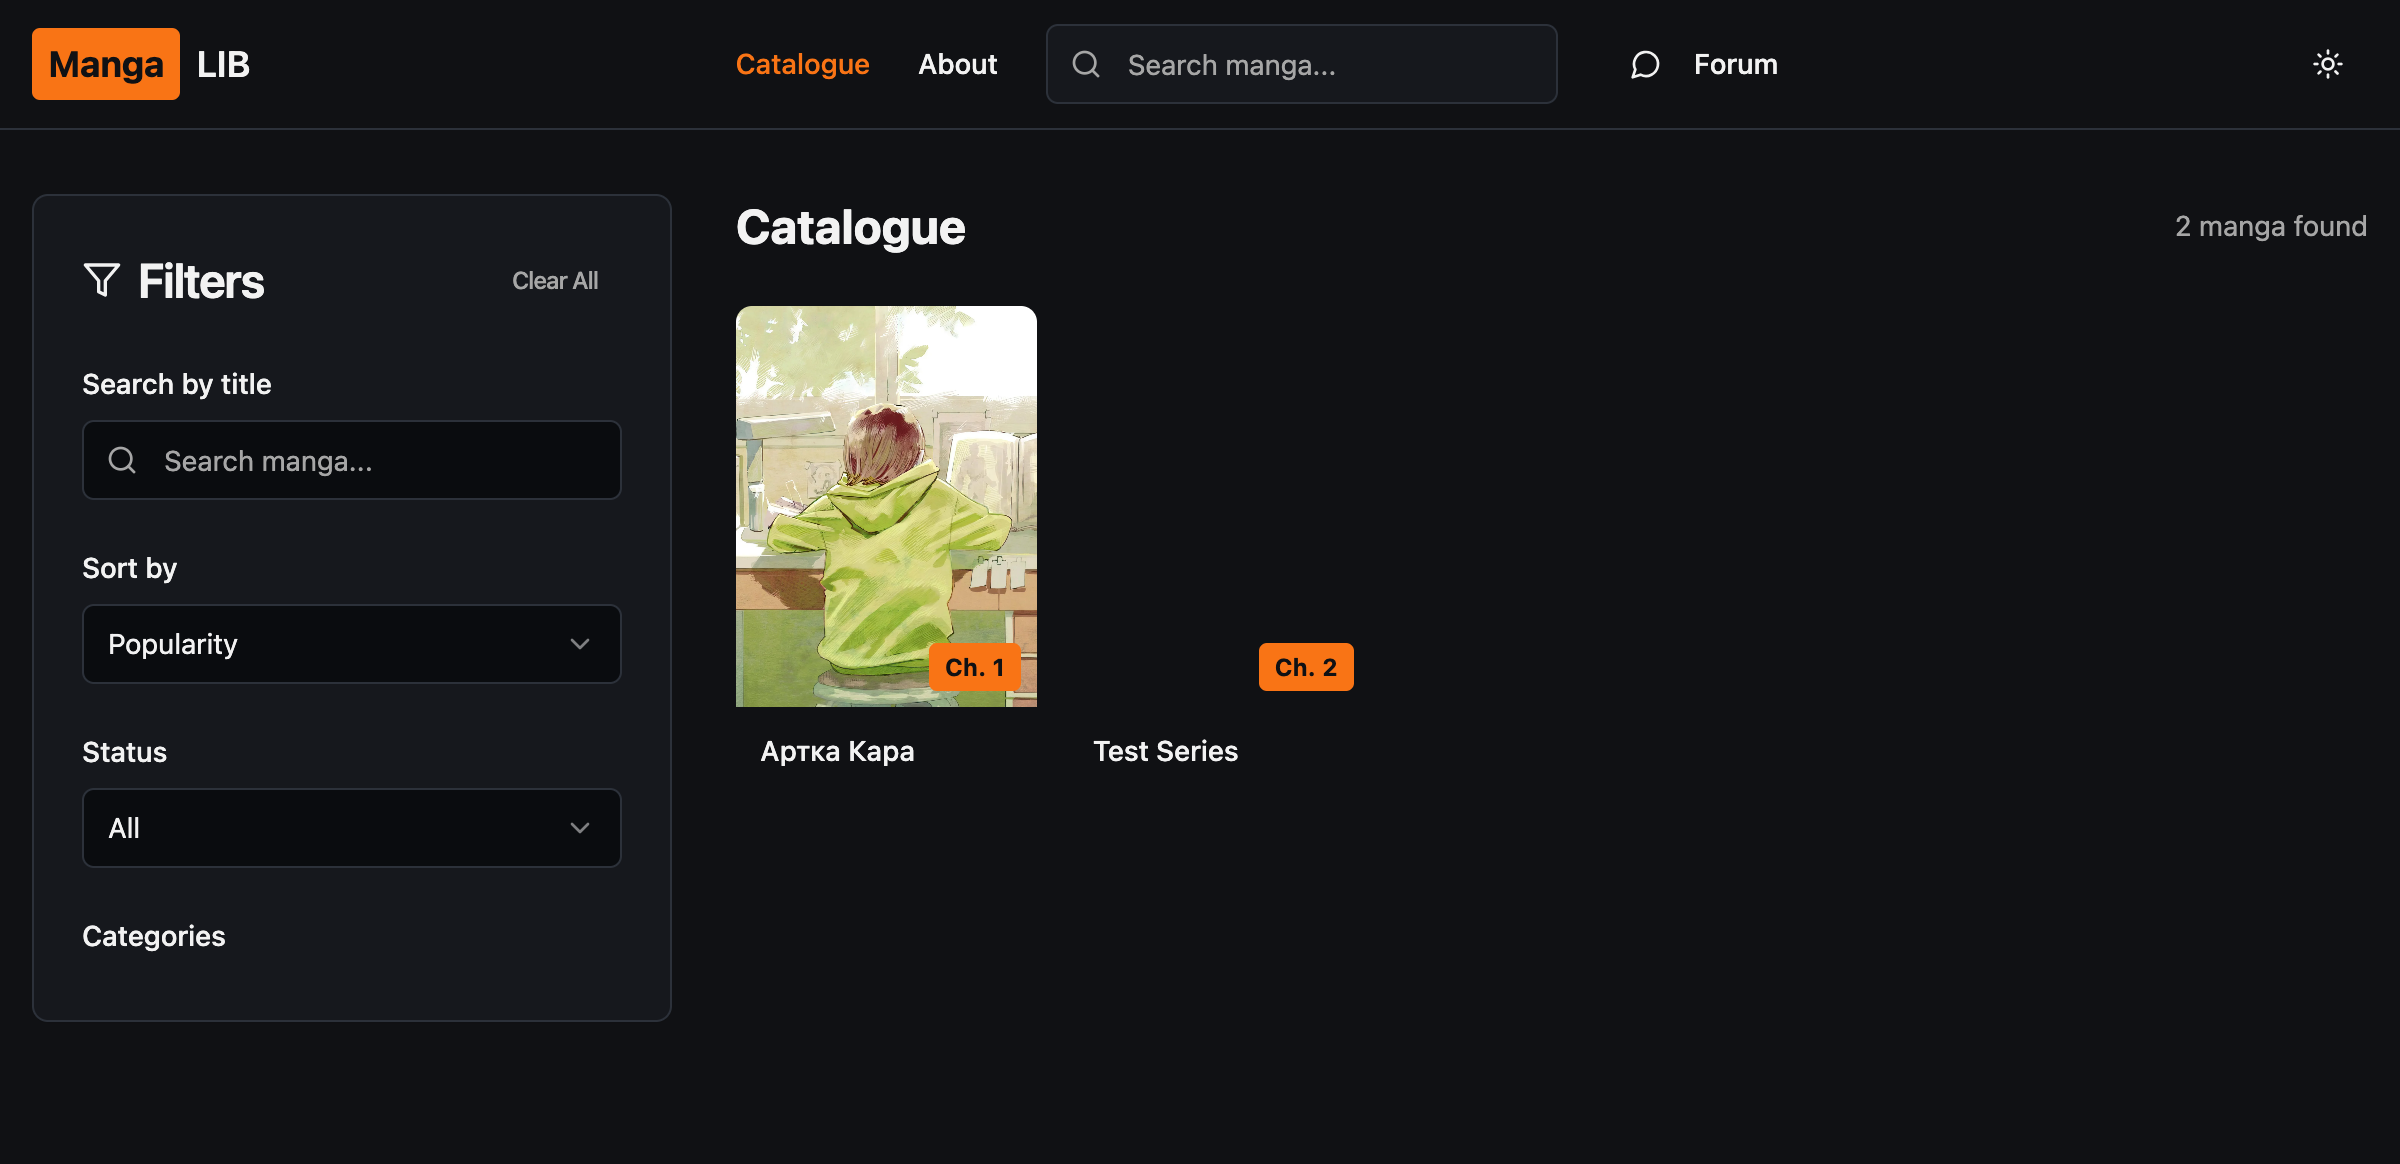 Manga LIB
Catalogue
About
Search manga...
Forum
Filters
Clear All
Search by title
Search manga...
Sort by
Popularity
Status
All
Categories
Catalogue
2 manga found
Ch. 1
Артка Кара
Ch. 2
Test Series